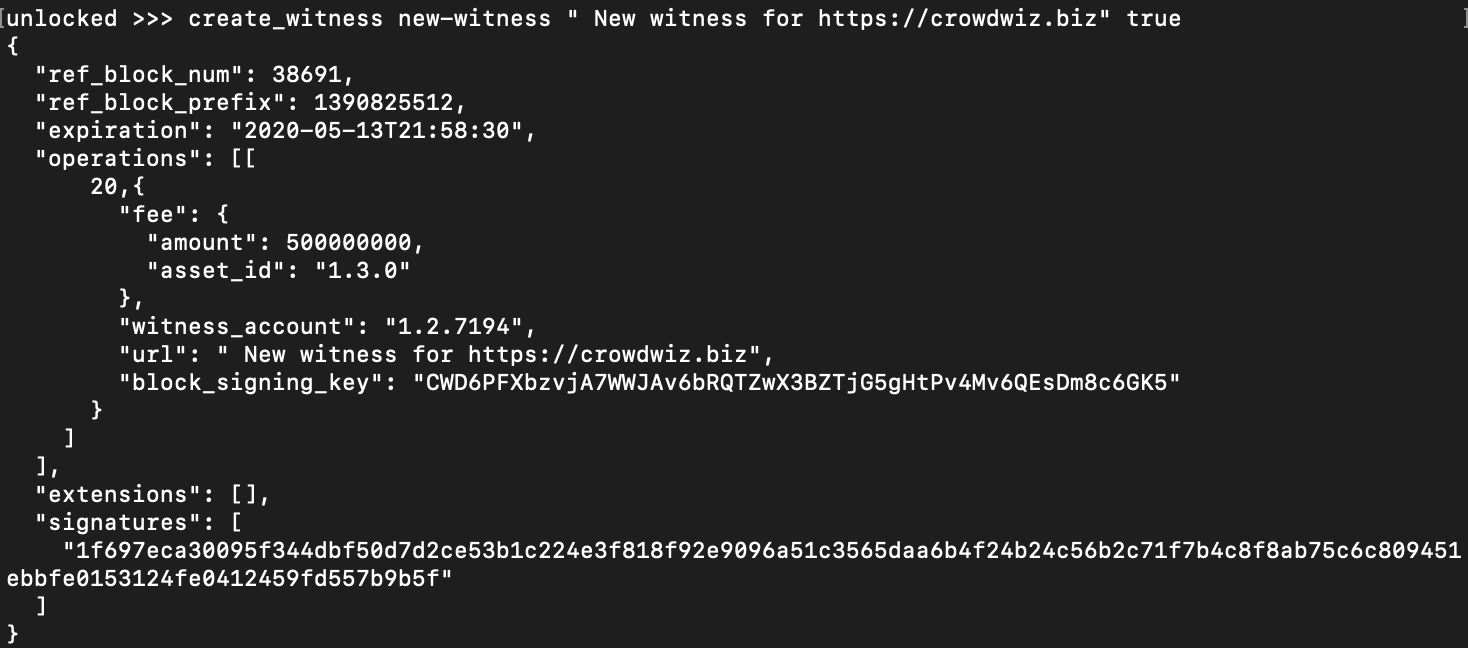 [unlocked >>> create_witness new-witness " New witness for https://crowdwiz.biz" true ]
{
  "ref_block_num": 38691,
  "ref_block_prefix": 1390825512,
  "expiration": "2020-05-13T21:58:30",
  "operations": [[
      20,{
        "fee": {
          "amount": 500000000,
          "asset_id": "1.3.0"
        },
        "witness_account": "1.2.7194",
        "url": " New witness for https://crowdwiz.biz",
        "block_signing_key": "CWD6PFXbzvjA7WWJAv6bRQTZwX3BZTjG5gHtPv4Mv6QEsDm8c6GK5"
      }
    ]
  ],
  "extensions": [],
  "signatures": [
    "1f697eca30095f344dbf50d7d2ce53b1c224e3f818f92e9096a51c3565daa6b4f24b24c56b2c71f7b4c8f8ab75c6c809451
ebbfe0153124fe0412459fd557b9b5f"
  ]
}